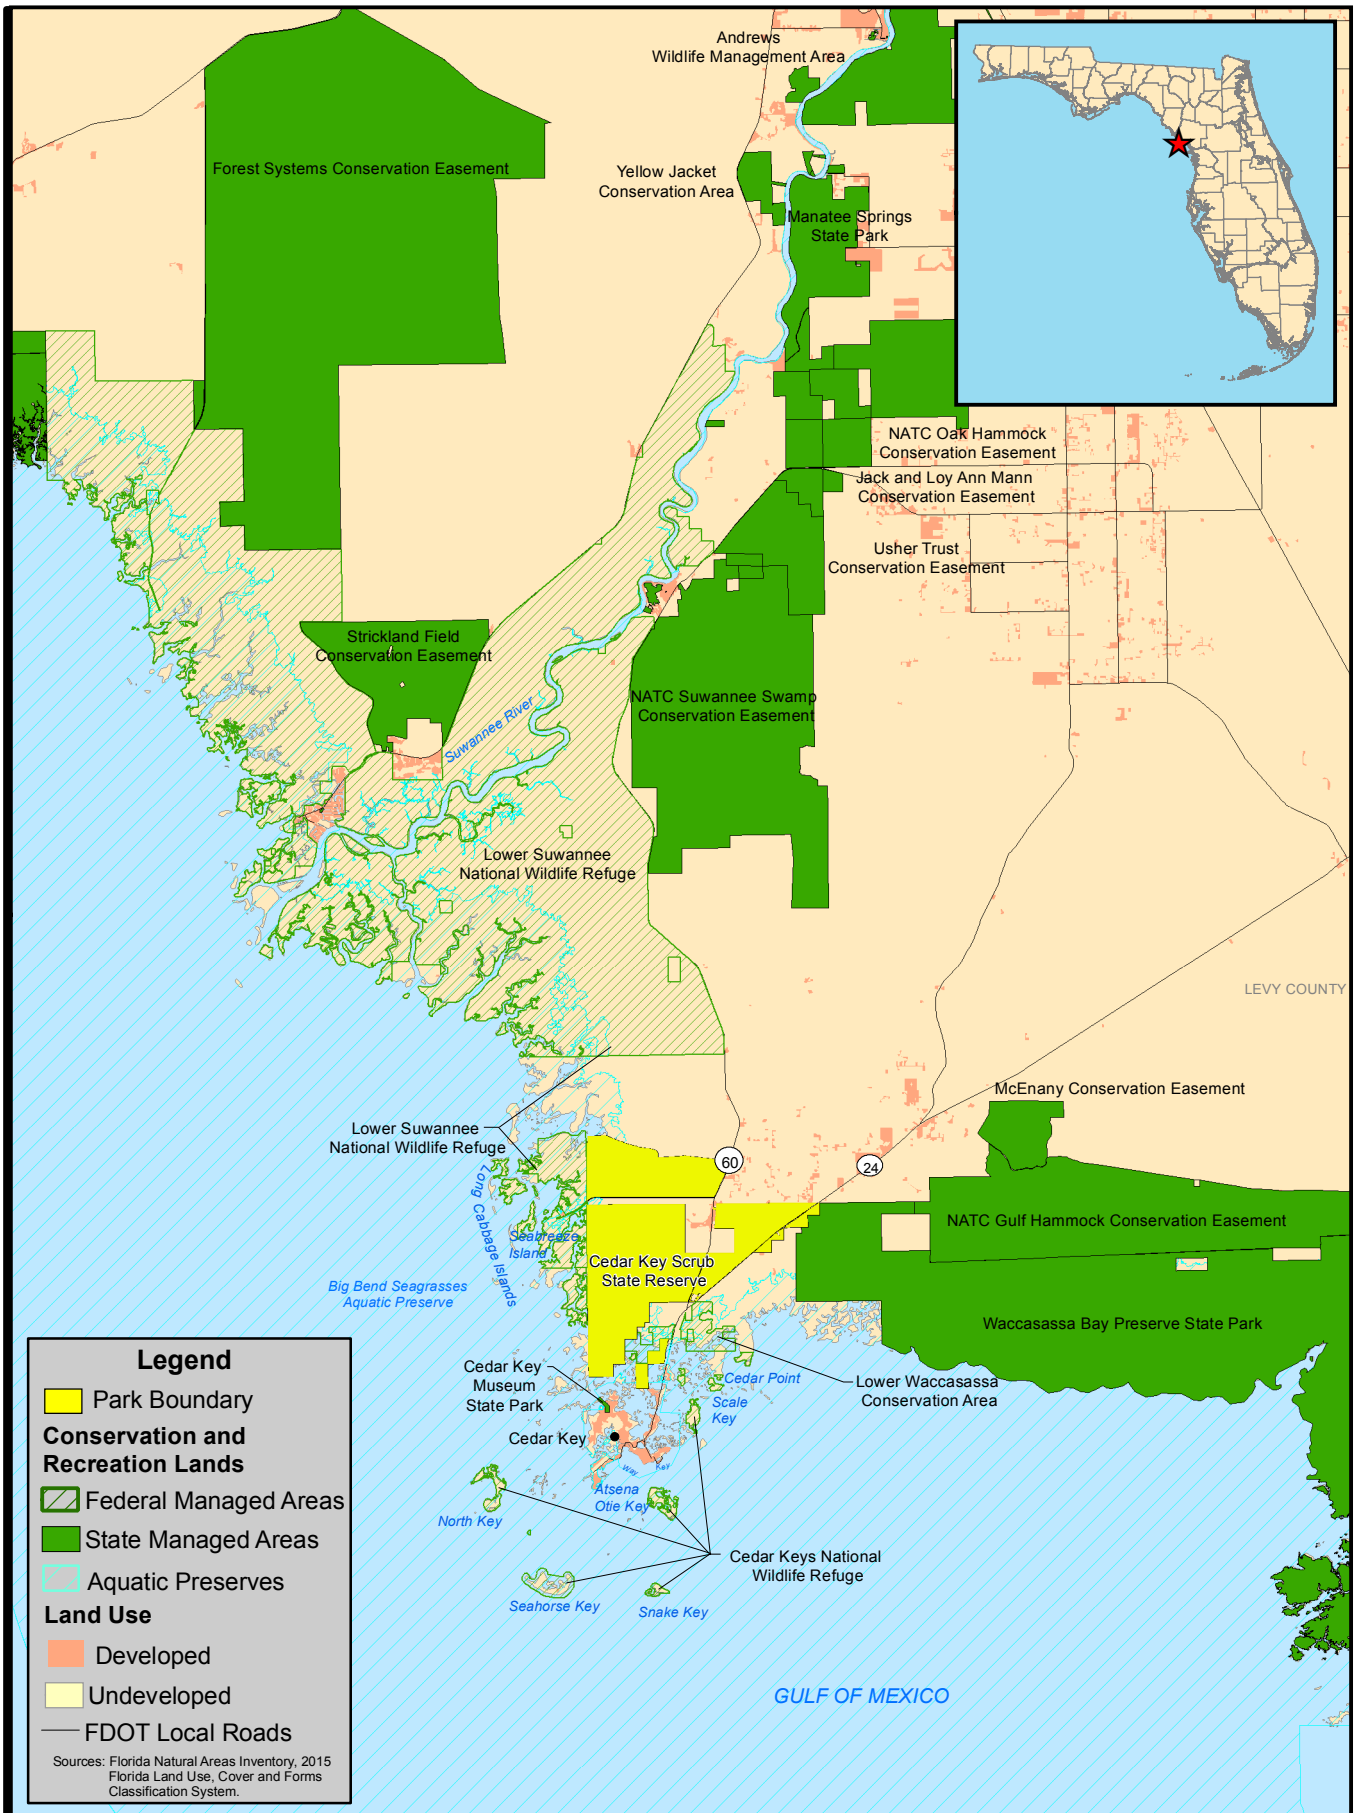 Andrews
Wildlife Management Area
Forest Systems Conservation Easement
Yellow Jacket
Conservation Area
Manatee Springs
State Park
NATC Oak Hammock
Conservation Easement
Jack and Loy Ann Mann
Conservation Easement
Usher Trust
Conservation Easement
Strickland Field
Conservation Easement
NATC Suwannee Swamp
Conservation Easement
Suwannee River
Lower Suwannee
National Wildlife Refuge
LEVY COUNTY
McEnany Conservation Easement
Lower Suwannee
National Wildlife Refuge
60
24
Long Cabbage Islands
Seabreeze
Island
NATC Gulf Hammock Conservation Easement
Cedar Key Scrub
State Reserve
Big Bend Seagrasses
Aquatic Preserve
Waccasassa Bay Preserve State Park
Cedar Key
Museum
State Park
Cedar Point
Lower Waccasassa
Conservation Area
Scale
Key
Cedar Key
Way Key
Atsena
Otie Key
North Key
Cedar Keys National
Wildlife Refuge
Seahorse Key
Snake Key
GULF OF MEXICO
Legend
Park Boundary
Conservation and
Recreation Lands
Federal Managed Areas
State Managed Areas
Aquatic Preserves
Land Use
Developed
Undeveloped
FDOT Local Roads
Sources: Florida Natural Areas Inventory, 2015
Florida Land Use, Cover and Forms
Classification System.